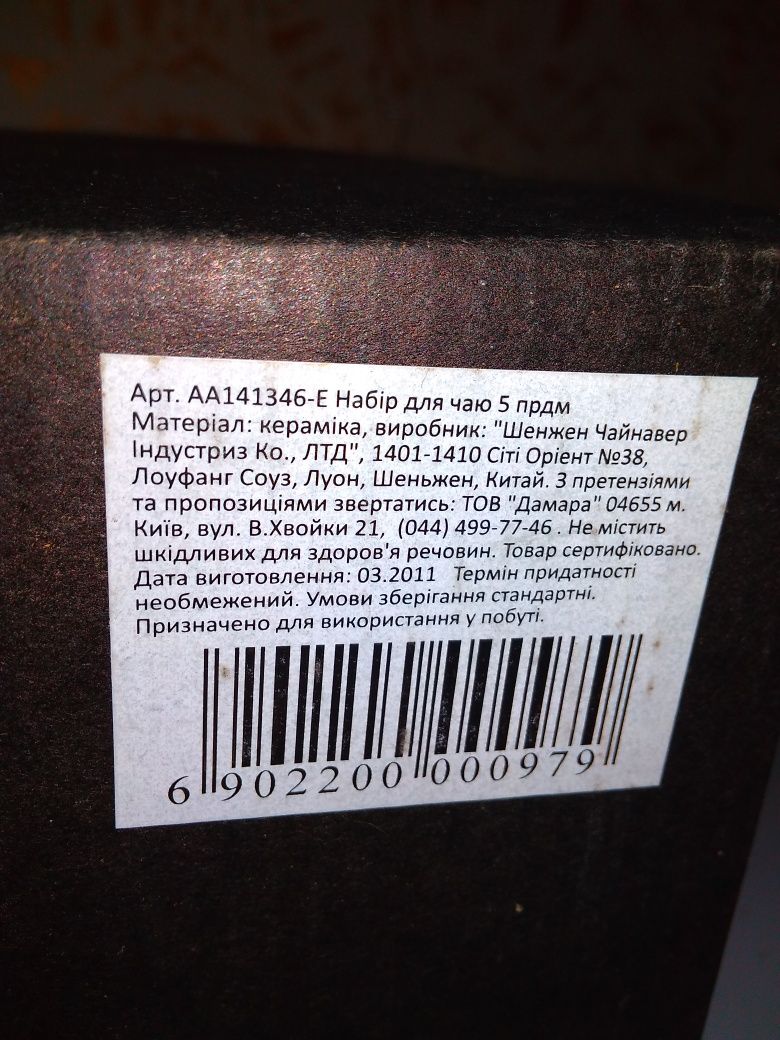 Арт. АА141346-Е Набір для чаю 5 прдм
Матеріал: кераміка, виробник: "Шенжен Чайнавер
Індустриз Ко., ЛТД", 1401-1410 Сіті Оріент №38,
Лоуфанг Соуз, Луон, Шеньжен, Китай. З претензіями
та пропозиціями звертатись: ТОВ "Дамара" 04655 м.
Київ, вул. В.Хвойки 21, (044) 499-77-46 . Не містить
шкідливих для здоров'я речовин. Товар сертифіковано.
Дата виготовлення: 03.2011 Термін придатності
необмежений. Умови зберігання стандартні.
Призначено для використання у побуті.
6 902200 000979